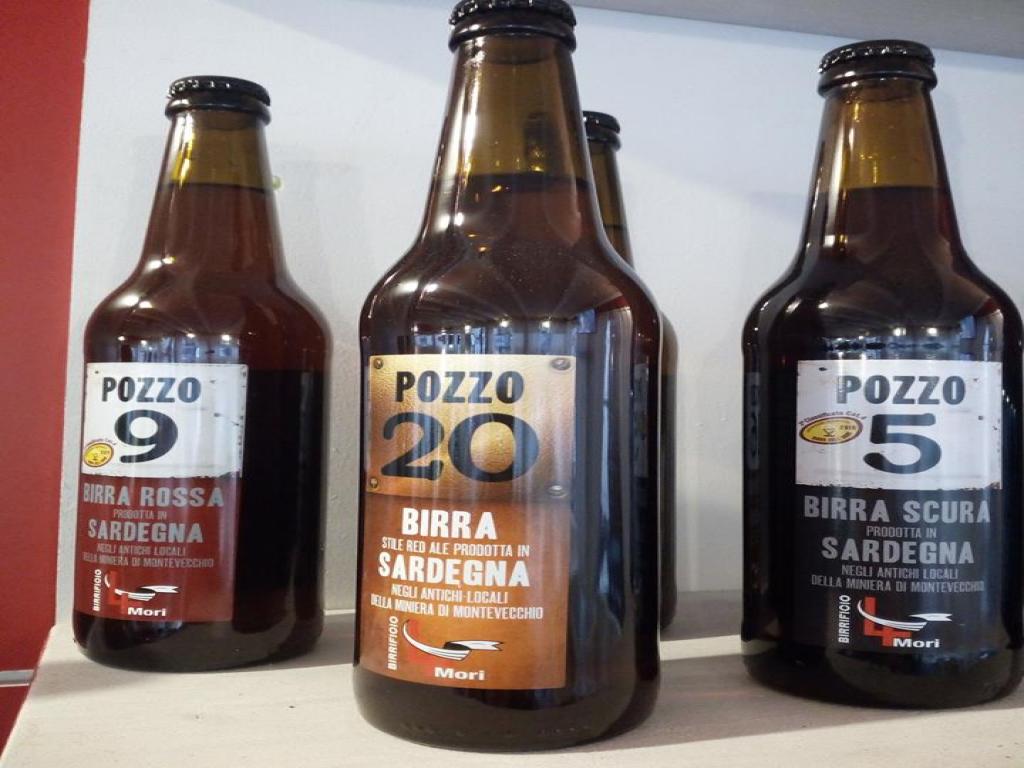 POZZO
9
BIRRA ROSSA
PRODOTTA IN
SARDEGNA
NEGLI ANTICHI LOCALI
DELLA MINIERA DI MONTEVECCHIO
BIRRIFICIO
4
Mori
POZZO
20
BIRRA
STILE RED ALE PRODOTTA IN
SARDEGNA
NEGLI ANTICHI LOCALI
DELLA MINIERA DI MONTEVECCHIO
BIRRIFICIO
4
Mori
POZZO
5
BIRRA SCURA
PRODOTTA IN
SARDEGNA
NEGLI ANTICHI LOCALI
DELLA MINIERA DI MONTEVECCHIO
BIRRIFICIO
4
Mori